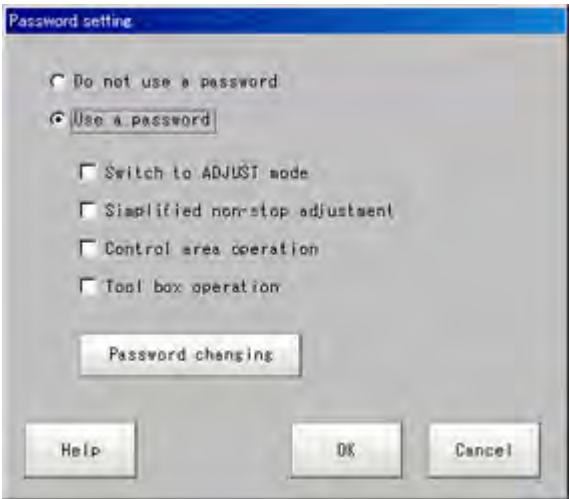 Password setting
Do not use a password
Use a password
Switch to ADJUST mode
Simplified non-stop adjustment
Control area operation
Tool box operation
Password changing
Help OK Cancel